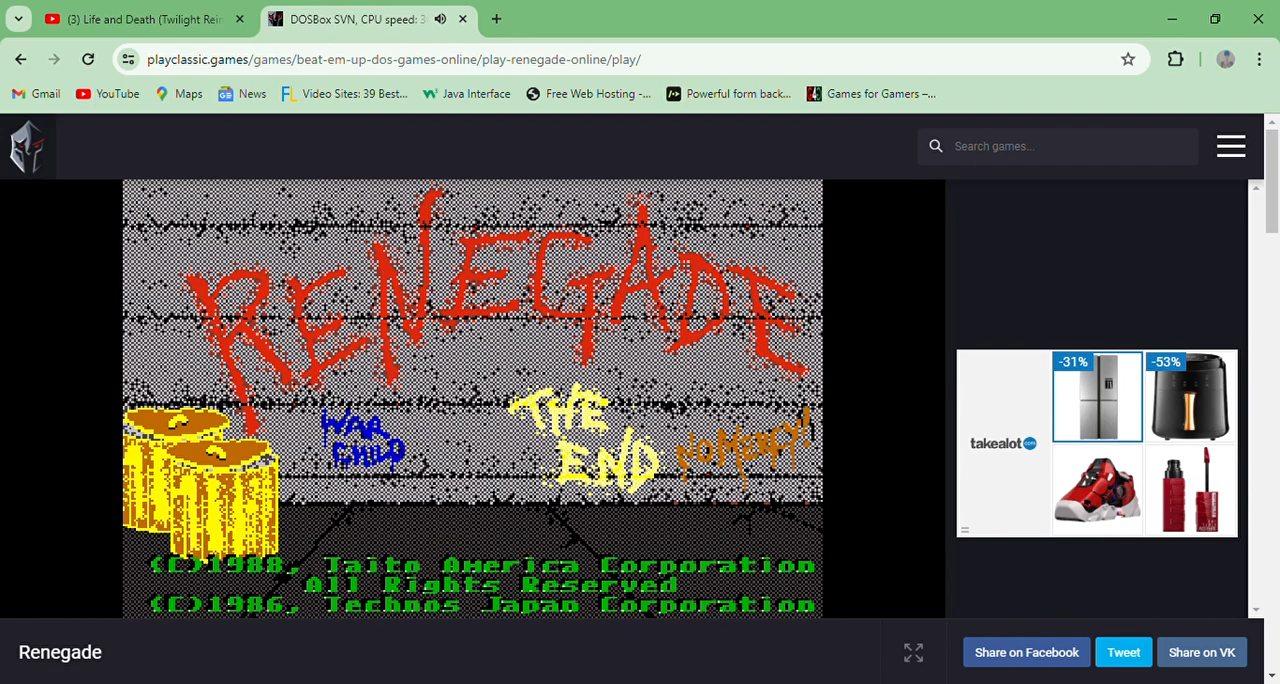 (3) Life and Death (Twilight Rein
DOSBox SVN, CPU speed: 3
playclassic.games/games/beat-em-up-dos-games-online/play-renegade-online/play/
Gmail
YouTube
Maps
News
Video Sites: 39 Best...
Java Interface
Free Web Hosting -...
Powerful form back...
Games for Gamers –...
Search games...
RENEGADE
WAR
CHILD
THE
END
NO MERCY!
(C)1988, Taito America Corporation
All Rights Reserved
(C)1986, Technos Japan Corporation
-31%
-53%
takealot.com
Renegade
Share on Facebook
Tweet
Share on VK